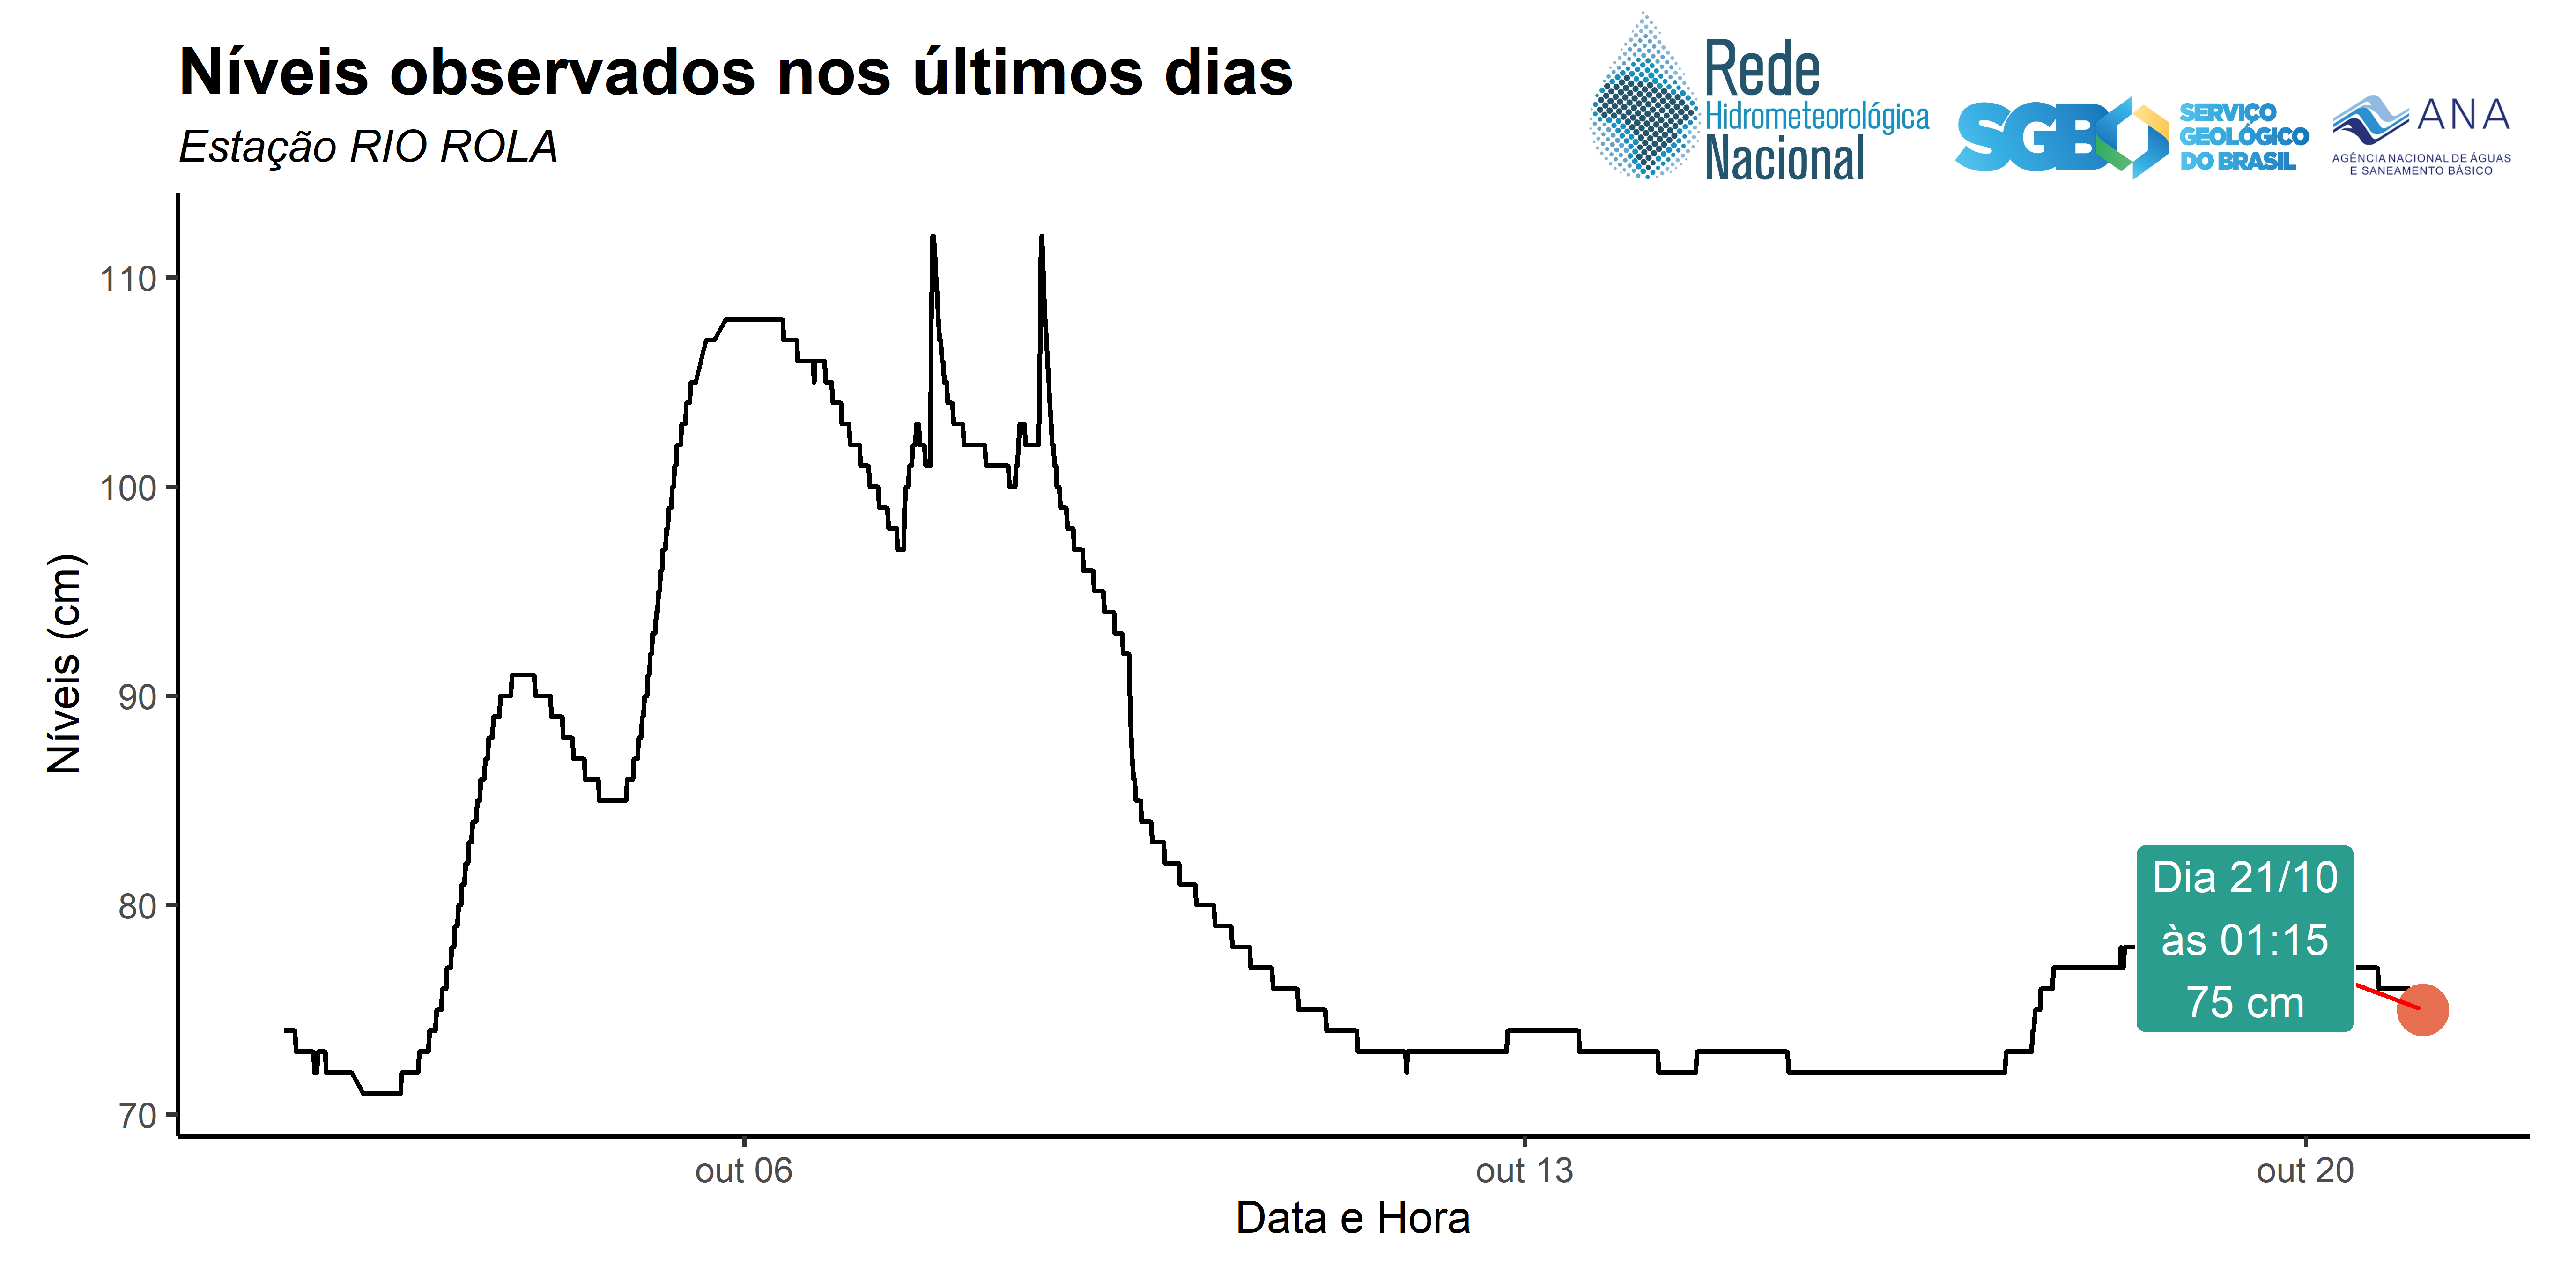 Níveis observados nos últimos dias
Estação RIO ROLA
Rede
Hidrometeorológica
Nacional
SGB
SERVIÇO
GEOLÓGICO
DO BRASIL
ANA
AGÊNCIA NACIONAL DE ÁGUAS
E SANEAMENTO BÁSICO
Níveis (cm)
110
100
90
80
70
Dia 21/10
às 01:15
75 cm
out 06
out 13
out 20
Data e Hora